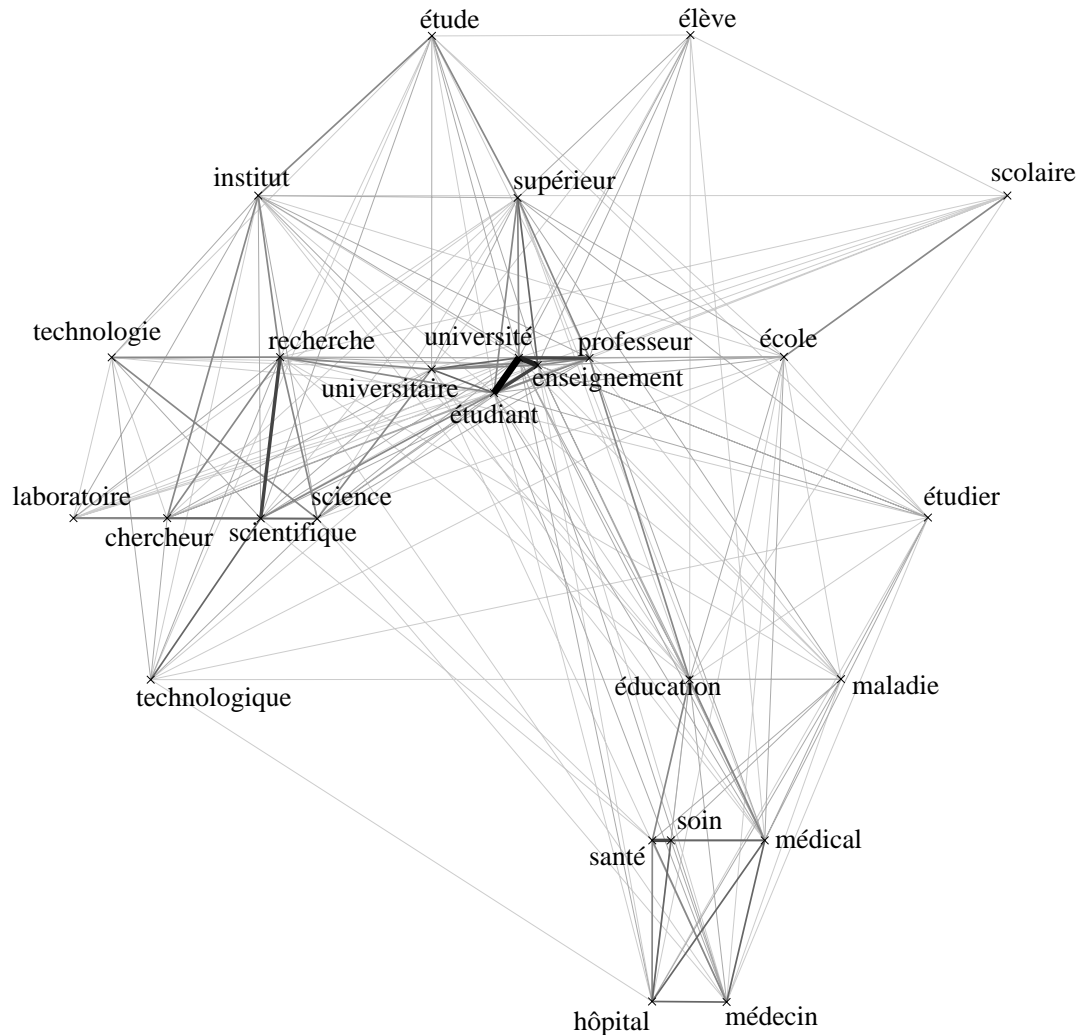 étude
élève
institut
supérieur
scolaire
technologie
recherche
université
professeur
école
universitaire
enseignement
étudiant
laboratoire
science
étudier
chercheur
scientifique
éducation
maladie
technologique
soin
santé
médical
hôpital
médecin